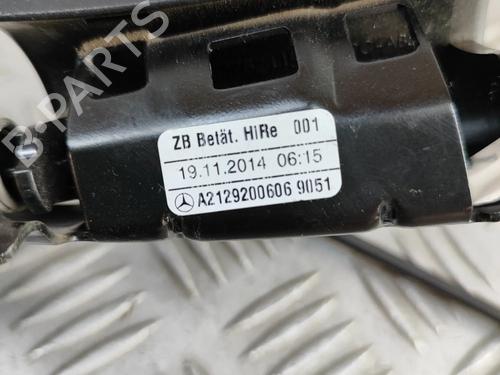 B-PARTS
ZB Betät. HiRe 001
19.11.2014 06:15
A2129200606 9051